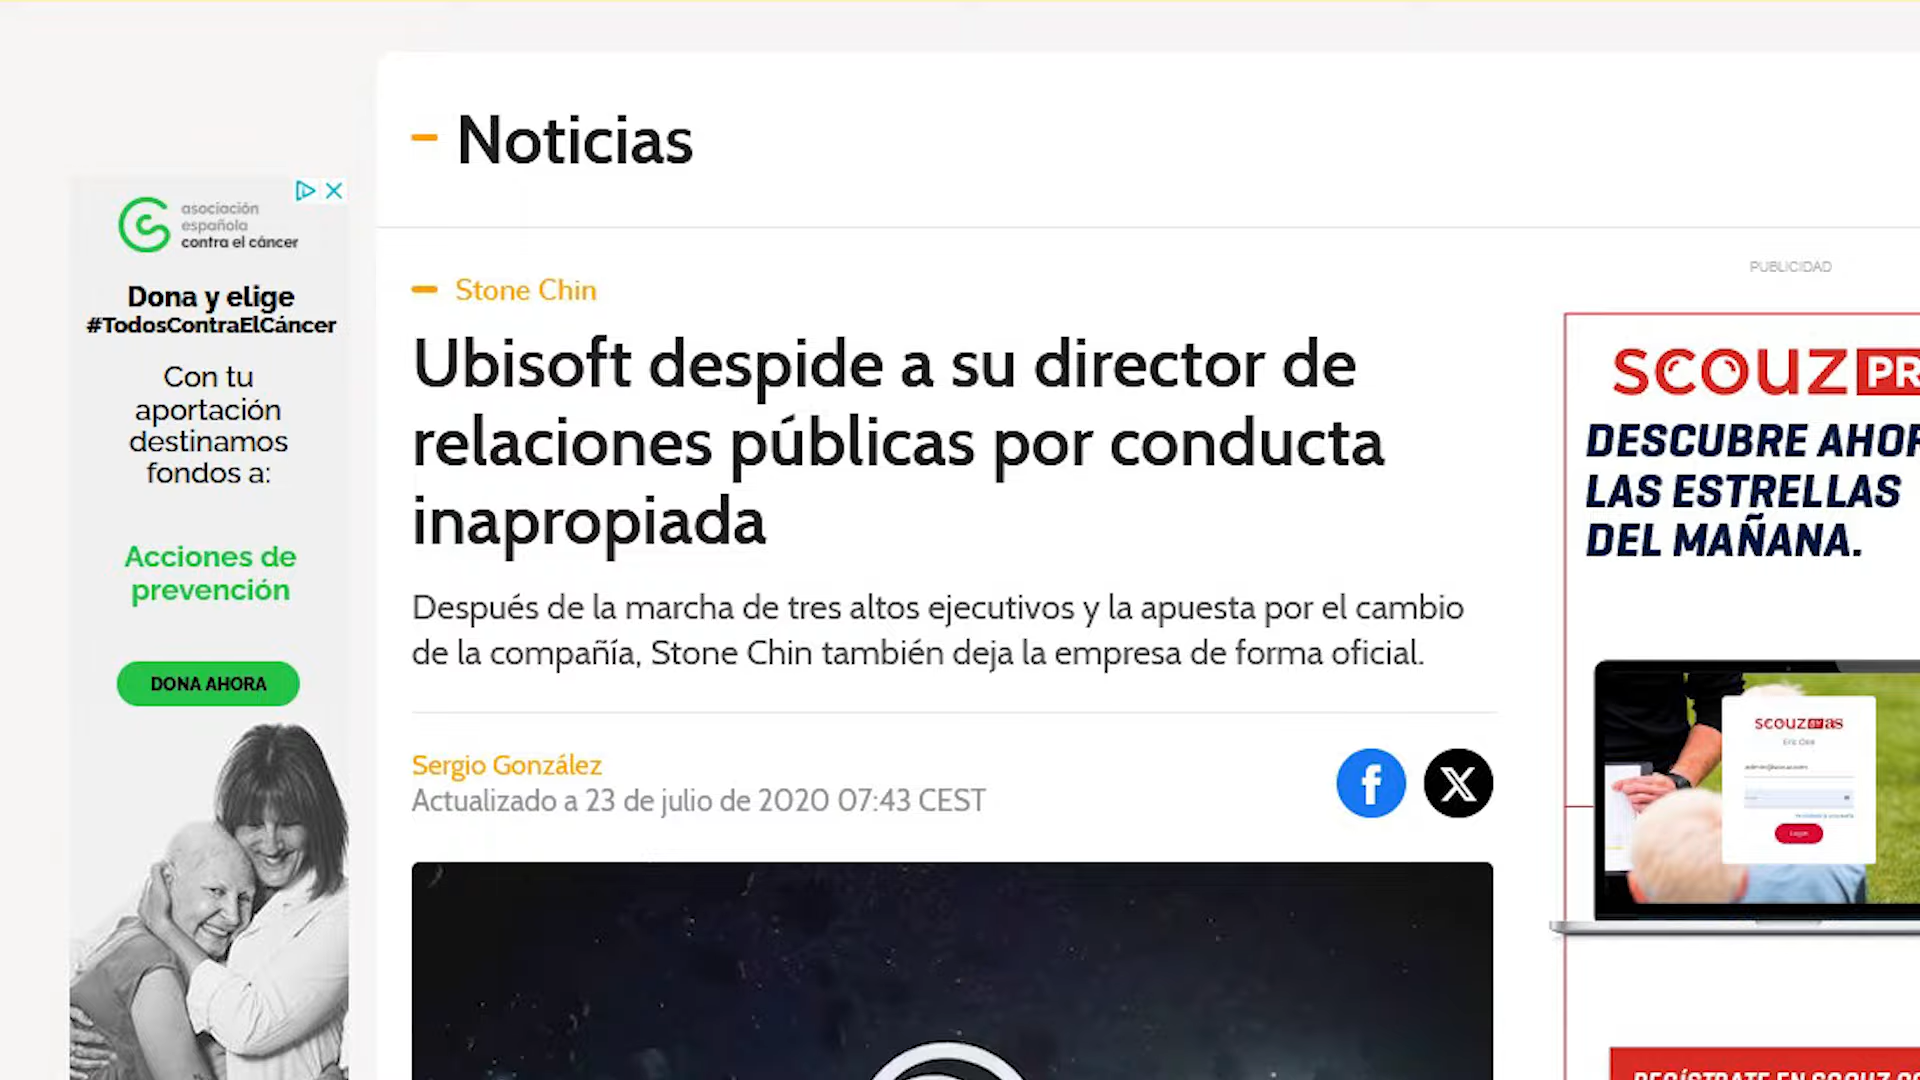 Noticias
asociación
española
contra el cáncer
Dona y elige
#TodosContraElCáncer
Con tu
aportación
destinamos
fondos a:
Acciones de
prevención
DONA AHORA
Stone Chin
Ubisoft despide a su director de
relaciones públicas por conducta
inapropiada
Después de la marcha de tres altos ejecutivos y la apuesta por el cambio
de la compañía, Stone Chin también deja la empresa de forma oficial.
Sergio González
Actualizado a 23 de julio de 2020 07:43 CEST
PUBLICIDAD
SCOUZ PR
DESCUBRE AHOR
LAS ESTRELLAS
DEL MAÑANA.
SCOUZ BY as
Login
REGÍSTRATE EN SCOUZ